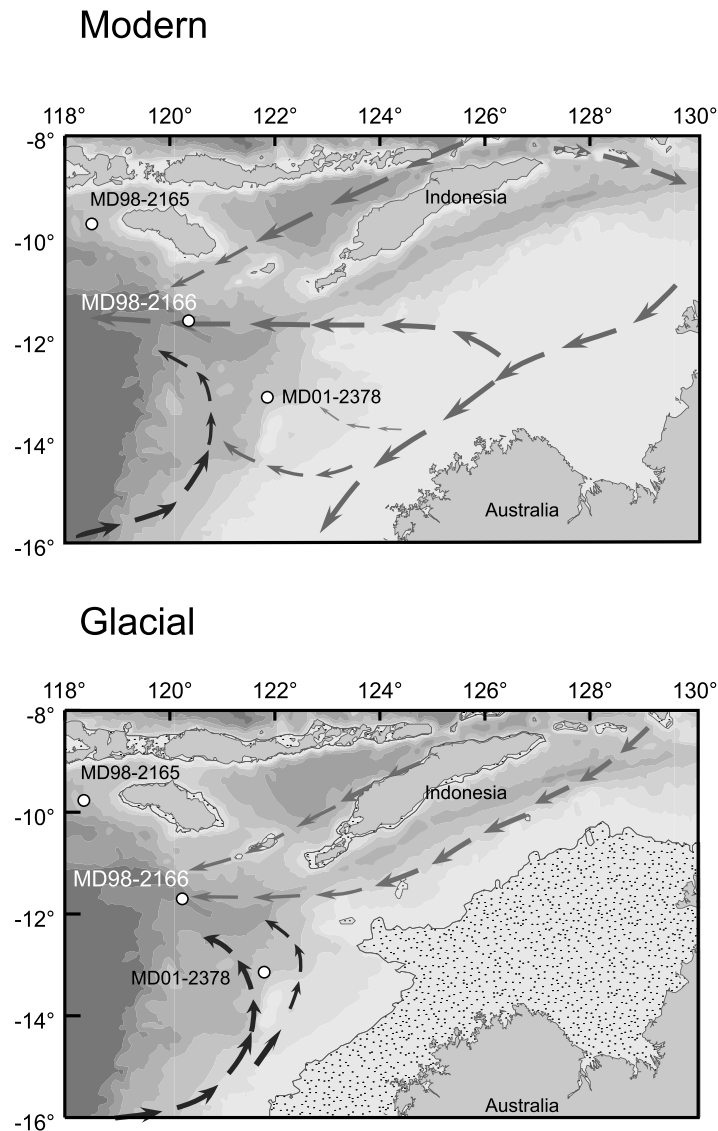 Modern
118° 120° 122° 124° 126° 128° 130°
-8°
MD98-2165
Indonesia
-10°
MD98-2166
-12°
MD01-2378
-14°
Australia
-16°
Glacial
118° 120° 122° 124° 126° 128° 130°
-8°
MD98-2165
Indonesia
-10°
MD98-2166
-12°
MD01-2378
-14°
Australia
-16°